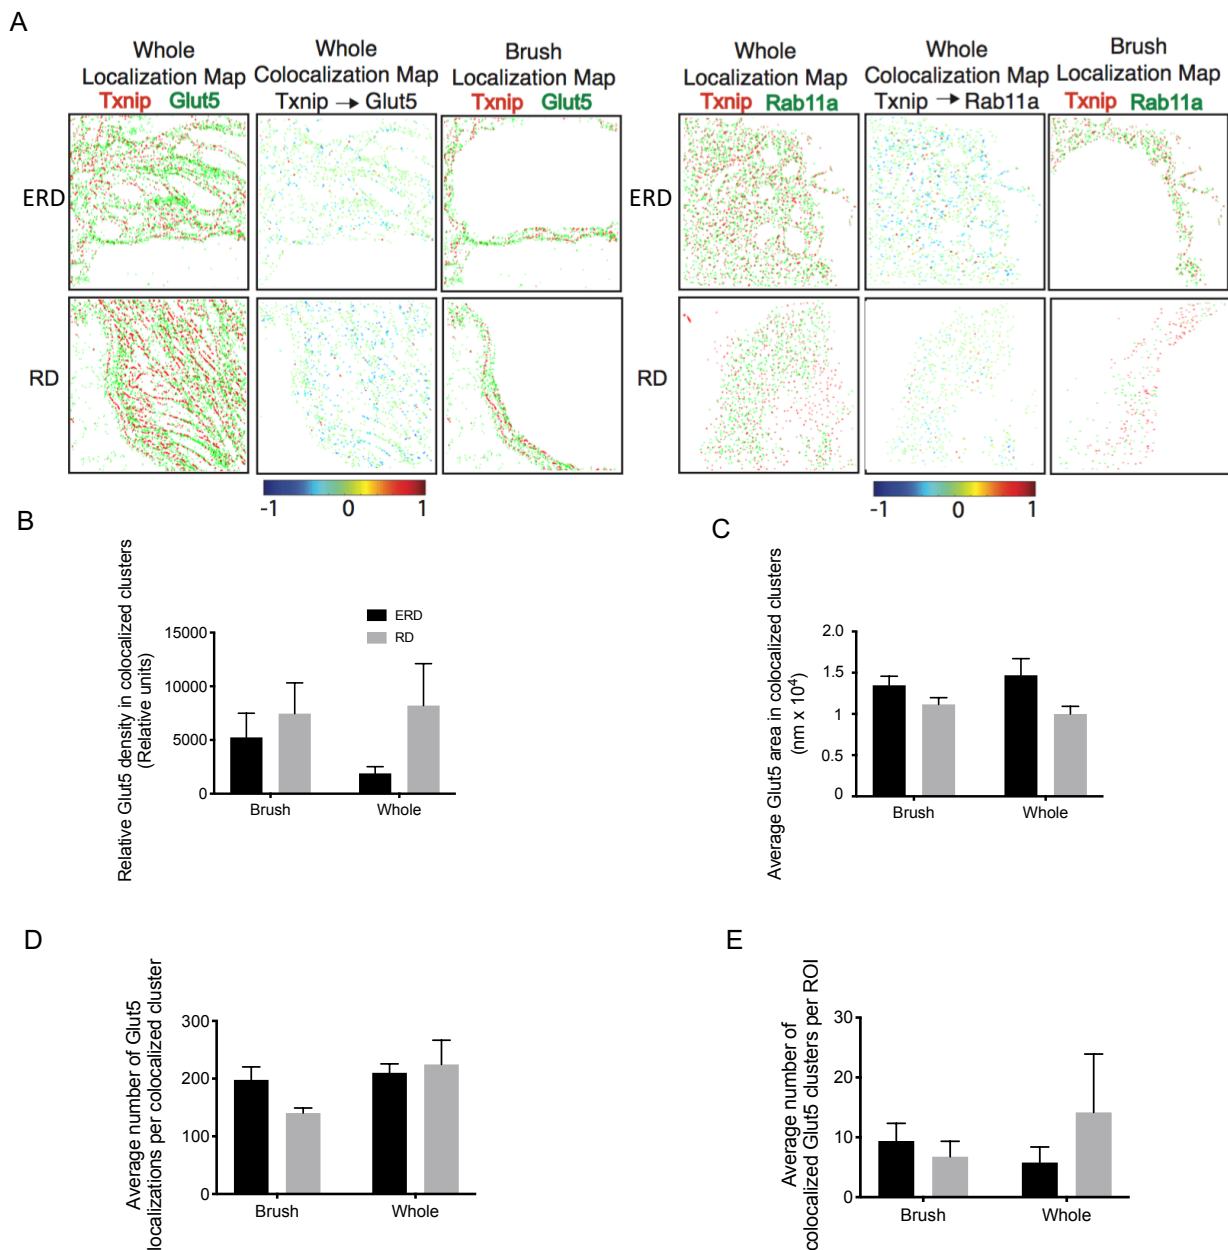 A
Whole
Localization Map
Txnip Glut5
Whole
Colocalization Map
Txnip → Glut5
Brush
Localization Map
Txnip Glut5
Whole
Localization Map
Txnip Rab11a
Whole
Colocalization Map
Txnip → Rab11a
Brush
Localization Map
Txnip Rab11a
ERD
ERD
RD
RD
-1 0 1
-1 0 1
B
Relative Glut5 density in colocalized clusters
(Relative units)
15000
10000
5000
0
ERD
RD
Brush Whole
C
Average Glut5 area in colocalized clusters
(nm x 10⁴)
2.0
1.5
1
0.5
0
Brush Whole
D
Average number of Glut5
localizations per colocalized cluster
300
200
100
0
Brush Whole
E
Average number of
colocalized Glut5 clusters per ROI
30
20
10
0
Brush Whole